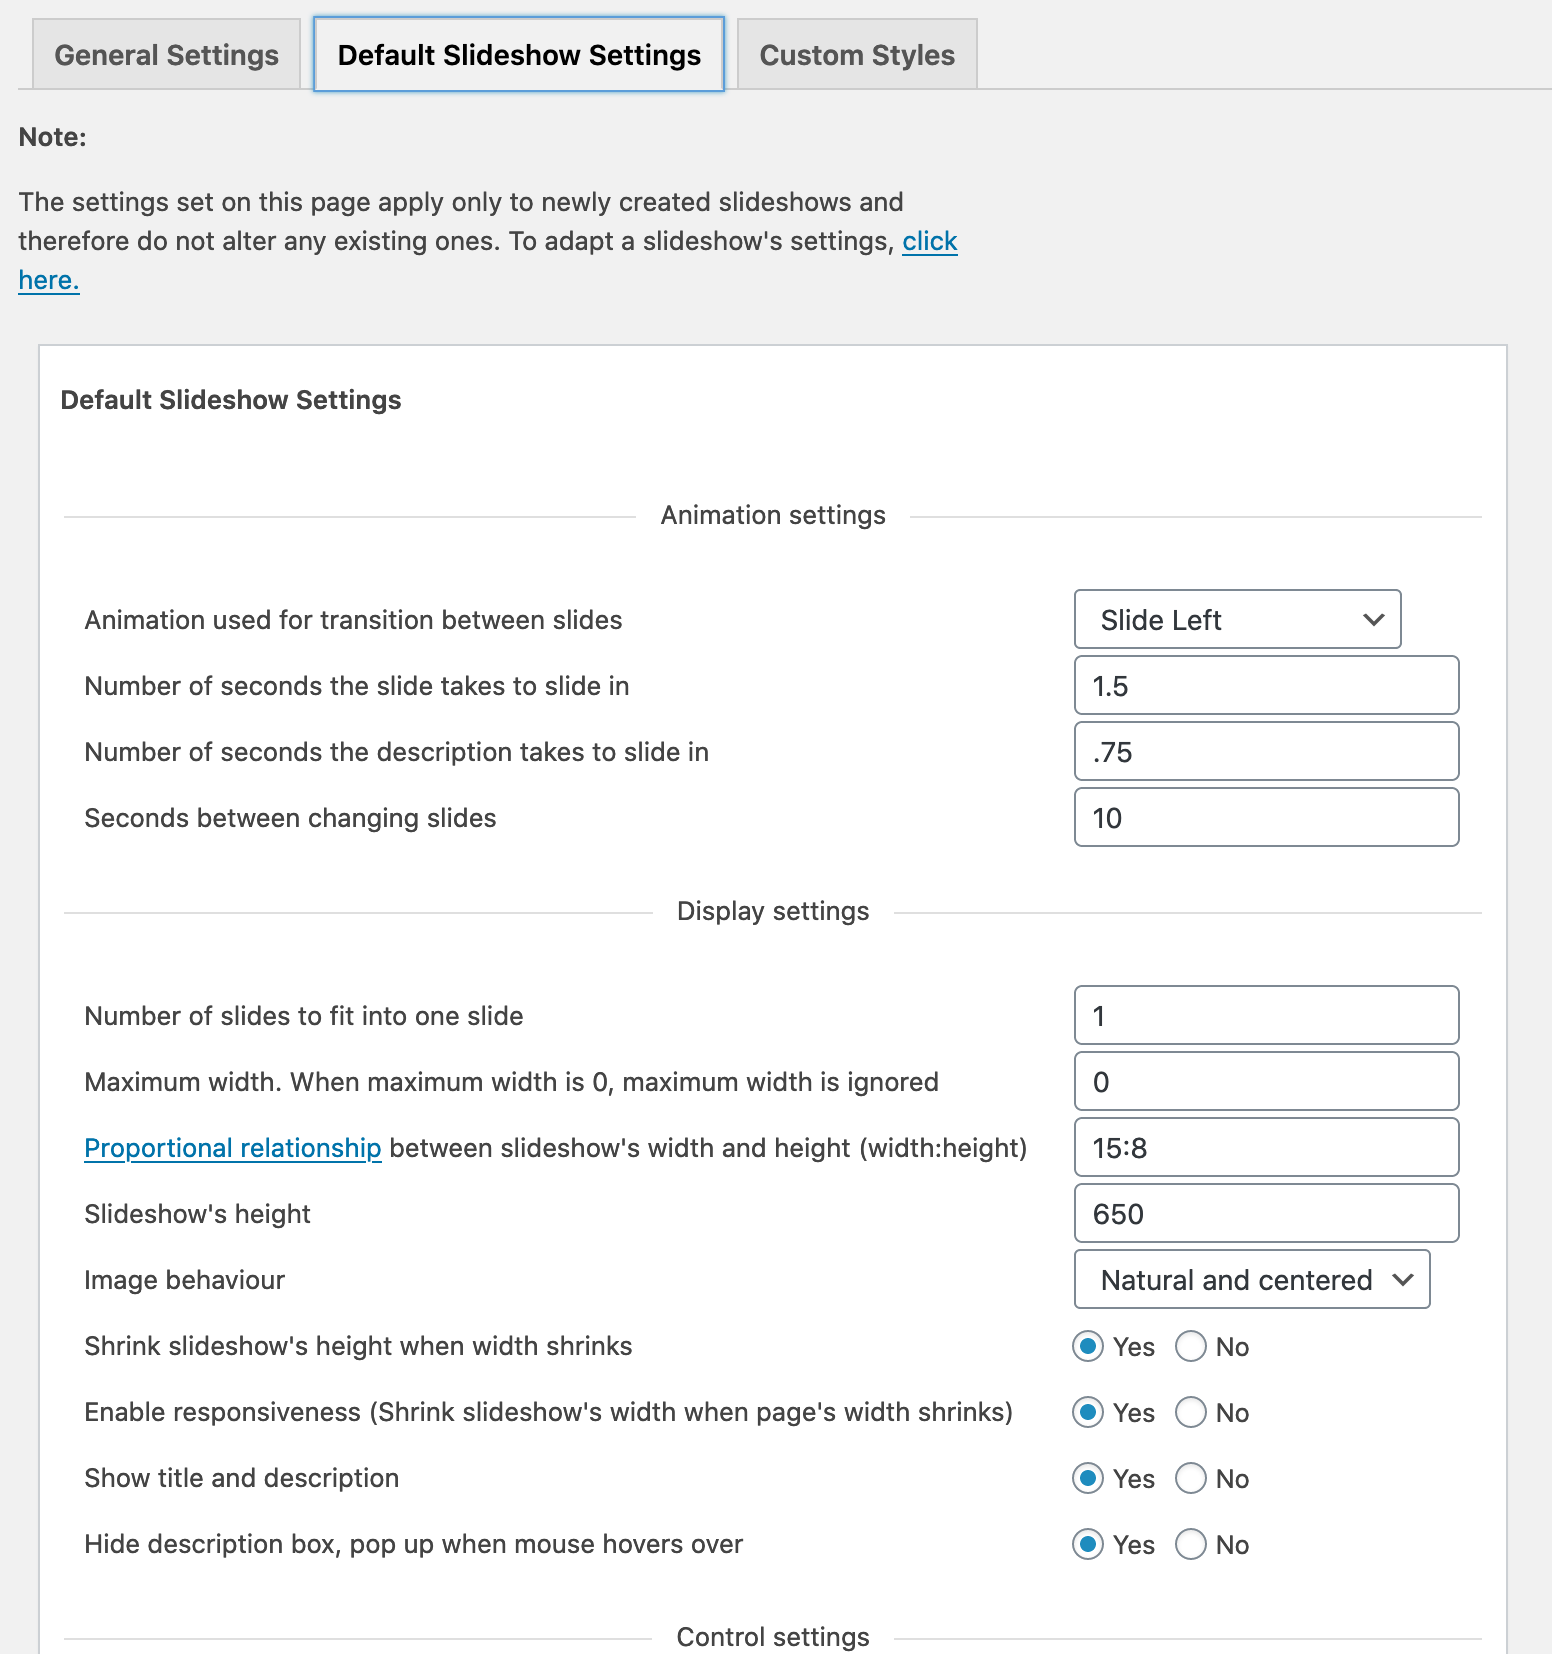 General Settings Default Slideshow Settings Custom Styles
Note:
The settings set on this page apply only to newly created slideshows and
therefore do not alter any existing ones. To adapt a slideshow's settings, click
here.
Default Slideshow Settings
Animation settings
Animation used for transition between slides Slide Left
Number of seconds the slide takes to slide in 1.5
Number of seconds the description takes to slide in .75
Seconds between changing slides 10
Display settings
Number of slides to fit into one slide 1
Maximum width. When maximum width is 0, maximum width is ignored 0
Proportional relationship between slideshow's width and height (width:height) 15:8
Slideshow's height 650
Image behaviour Natural and centered
Shrink slideshow's height when width shrinks Yes No
Enable responsiveness (Shrink slideshow's width when page's width shrinks) Yes No
Show title and description Yes No
Hide description box, pop up when mouse hovers over Yes No
Control settings